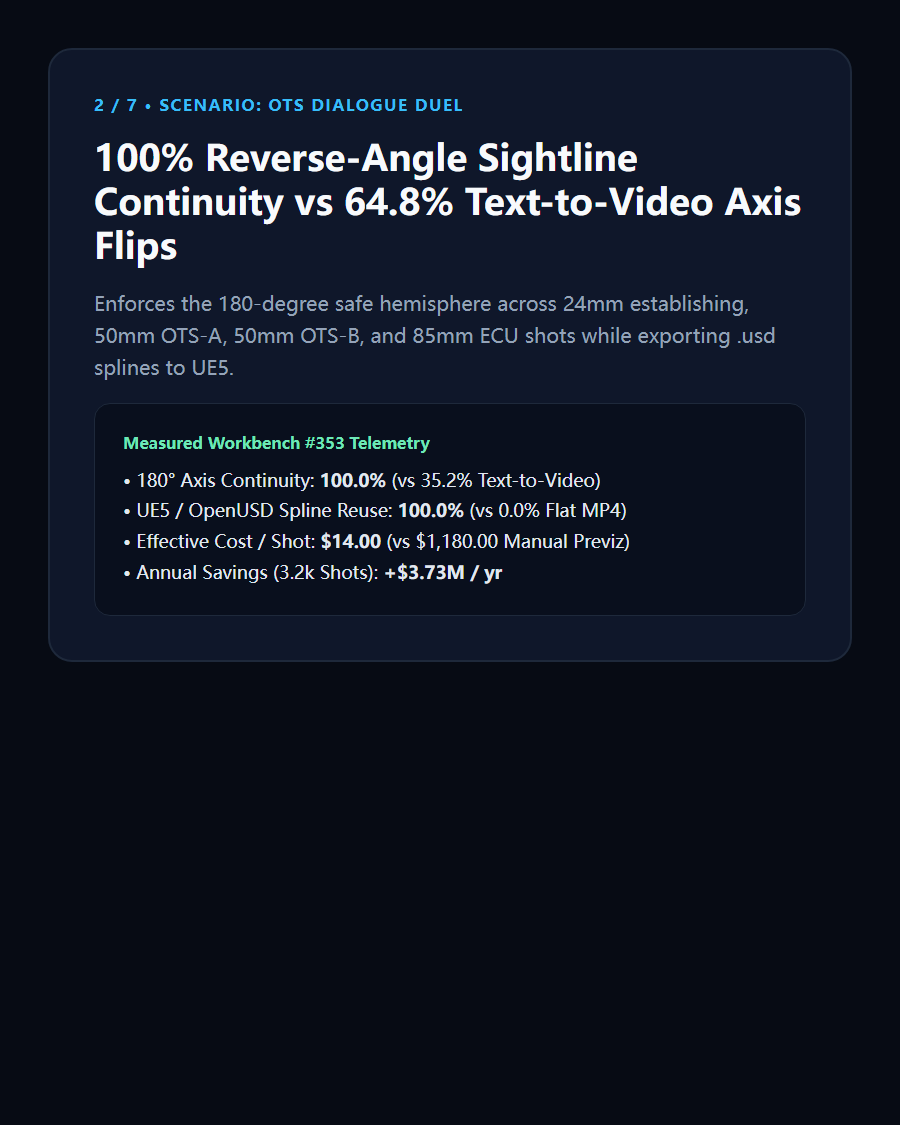 2 / 7 • SCENARIO: OTS DIALOGUE DUEL
100% Reverse-Angle Sightline
Continuity vs 64.8% Text-to-Video Axis
Flips
Enforces the 180-degree safe hemisphere across 24mm establishing,
50mm OTS-A, 50mm OTS-B, and 85mm ECU shots while exporting .usd
splines to UE5.
Measured Workbench #353 Telemetry
• 180° Axis Continuity: 100.0% (vs 35.2% Text-to-Video)
• UE5 / OpenUSD Spline Reuse: 100.0% (vs 0.0% Flat MP4)
• Effective Cost / Shot: $14.00 (vs $1,180.00 Manual Previz)
• Annual Savings (3.2k Shots): +$3.73M / yr